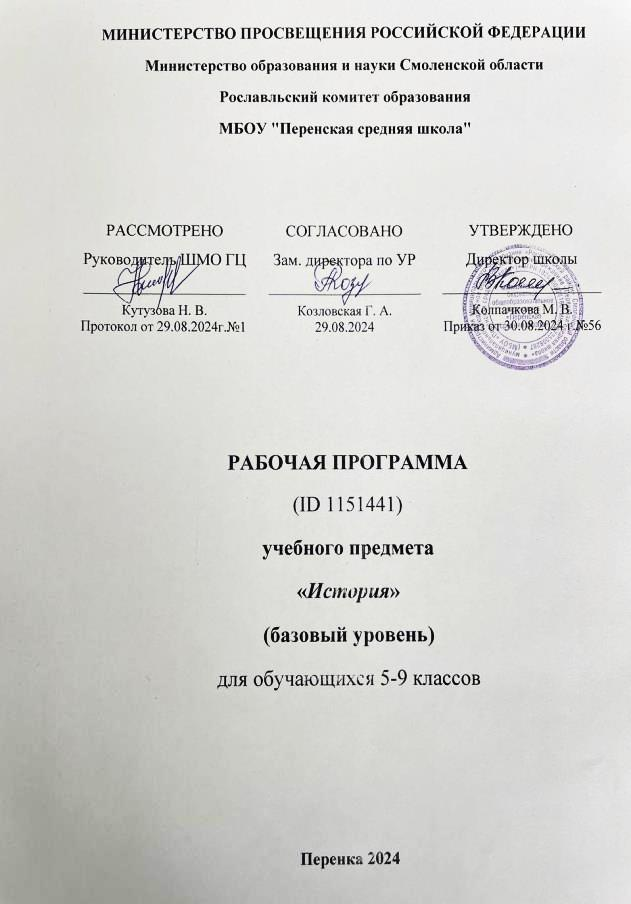 МИНИСТЕРСТВО ПРОСВЕЩЕНИЯ РОССИЙСКОЙ ФЕДЕРАЦИИ
Министерство образования и науки Смоленской области
Рославльский комитет образования
МБОУ "Перенская средняя школа"
РАССМОТРЕНО
Руководитель ШМО ГЦ
Кутузова Н. В.
Протокол от 29.08.2024г.№1
СОГЛАСОВАНО
Зам. директора по УР
Козловская Г. А.
29.08.2024
УТВЕРЖДЕНО
Директор школы
Колпачкова М. В.
Приказ от 30.08.2024 г.№56
общеобразовательное
«Перенская
РАБОЧАЯ ПРОГРАММА
(ID 1151441)
учебного предмета
«История»
(базовый уровень)
для обучающихся 5-9 классов
Перенка 2024